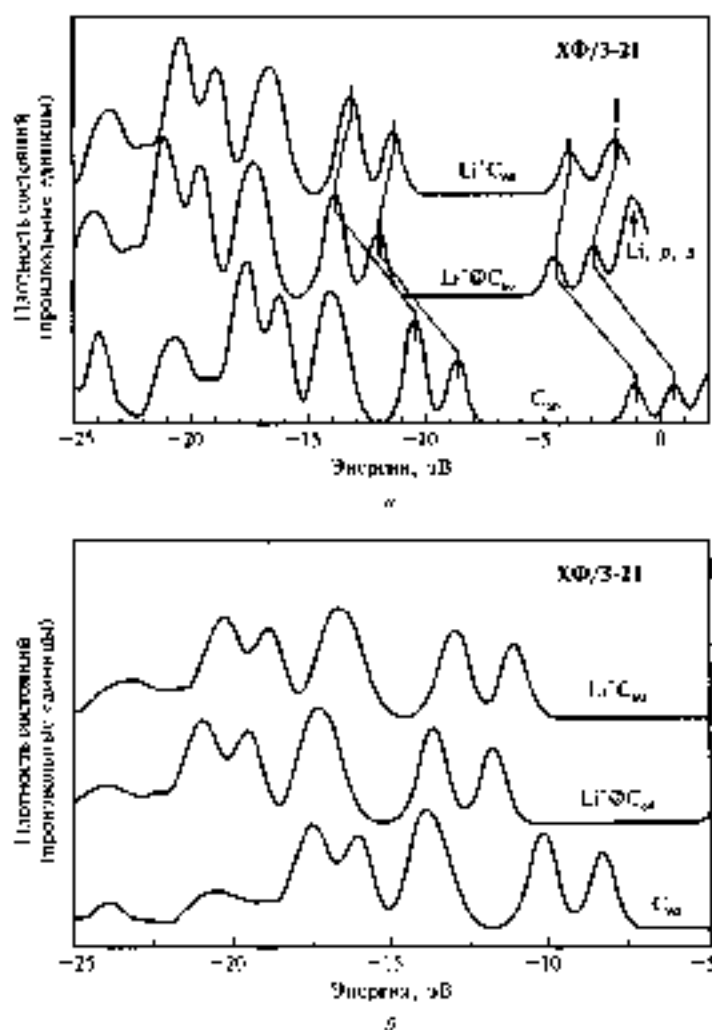 Плотность состояний
(произвольные единицы)
ХФ/3-21
Li⁺C₆₀
Li⁺@C₆₀
Li, p, s
C₆₀
−25 −20 −15 −10 −5 0
Энергия, эВ
а
Плотность состояний
(произвольные единицы)
ХФ/3-21
Li⁺C₆₀
Li⁺@C₆₀
C₆₀
−25 −20 −15 −10 −5
Энергия, эВ
б